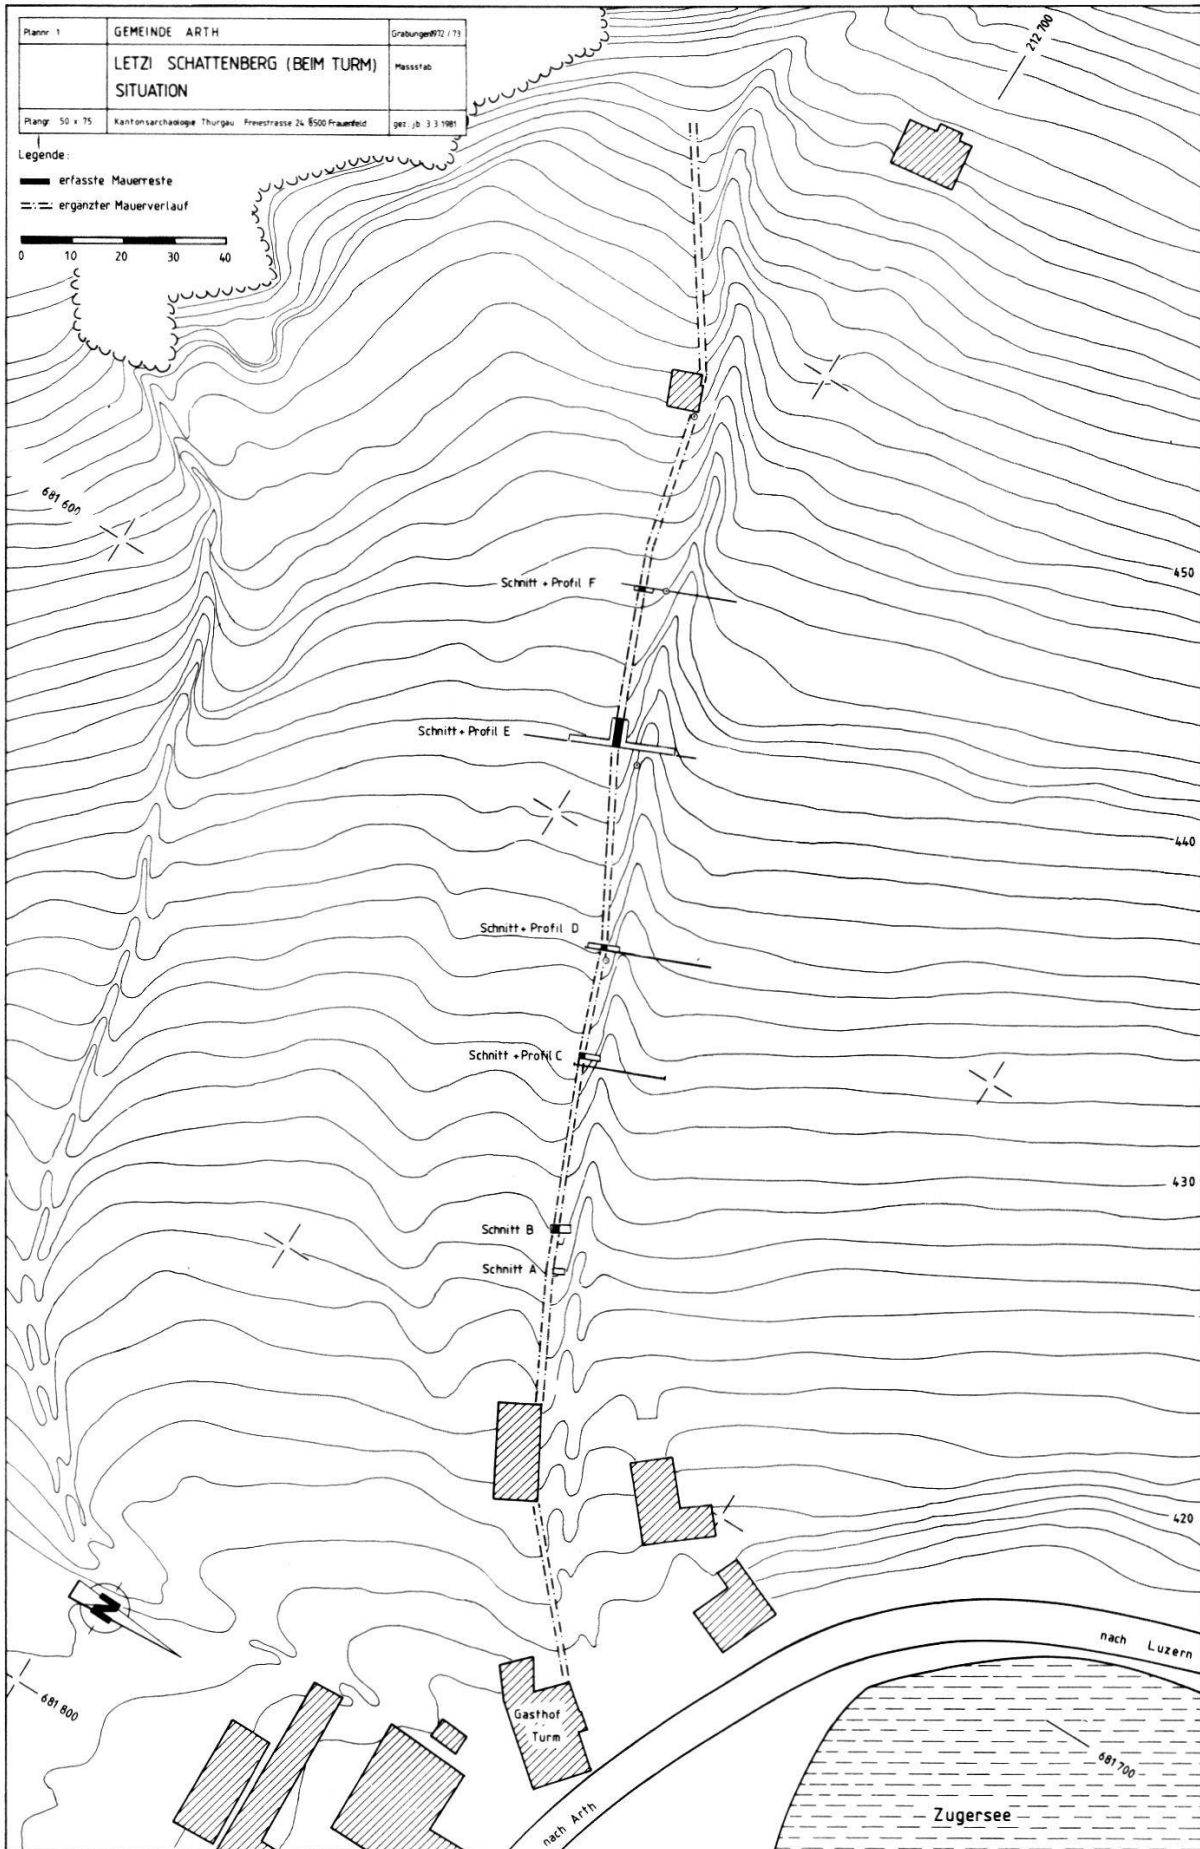 Plannr 1
GEMEINDE ARTH
Grabungen 1972 / 73
LETZI SCHATTENBERG (BEIM TURM)
SITUATION
Massstab
Plangr. 50 x 75
Kantonsarchäologie Thurgau Freiestrasse 24 8500 Frauenfeld
gez. jb 3 3 1981
Legende:
erfasste Mauerreste
ergänzter Mauerverlauf
0 10 20 30 40
212 700
681 600
Schnitt + Profil F
450
Schnitt + Profil E
440
Schnitt + Profil D
Schnitt + Profil C
430
Schnitt B
Schnitt A
420
N
nach Luzern
681 800
Gasthof
Turm
681 700
nach Arth
Zugersee